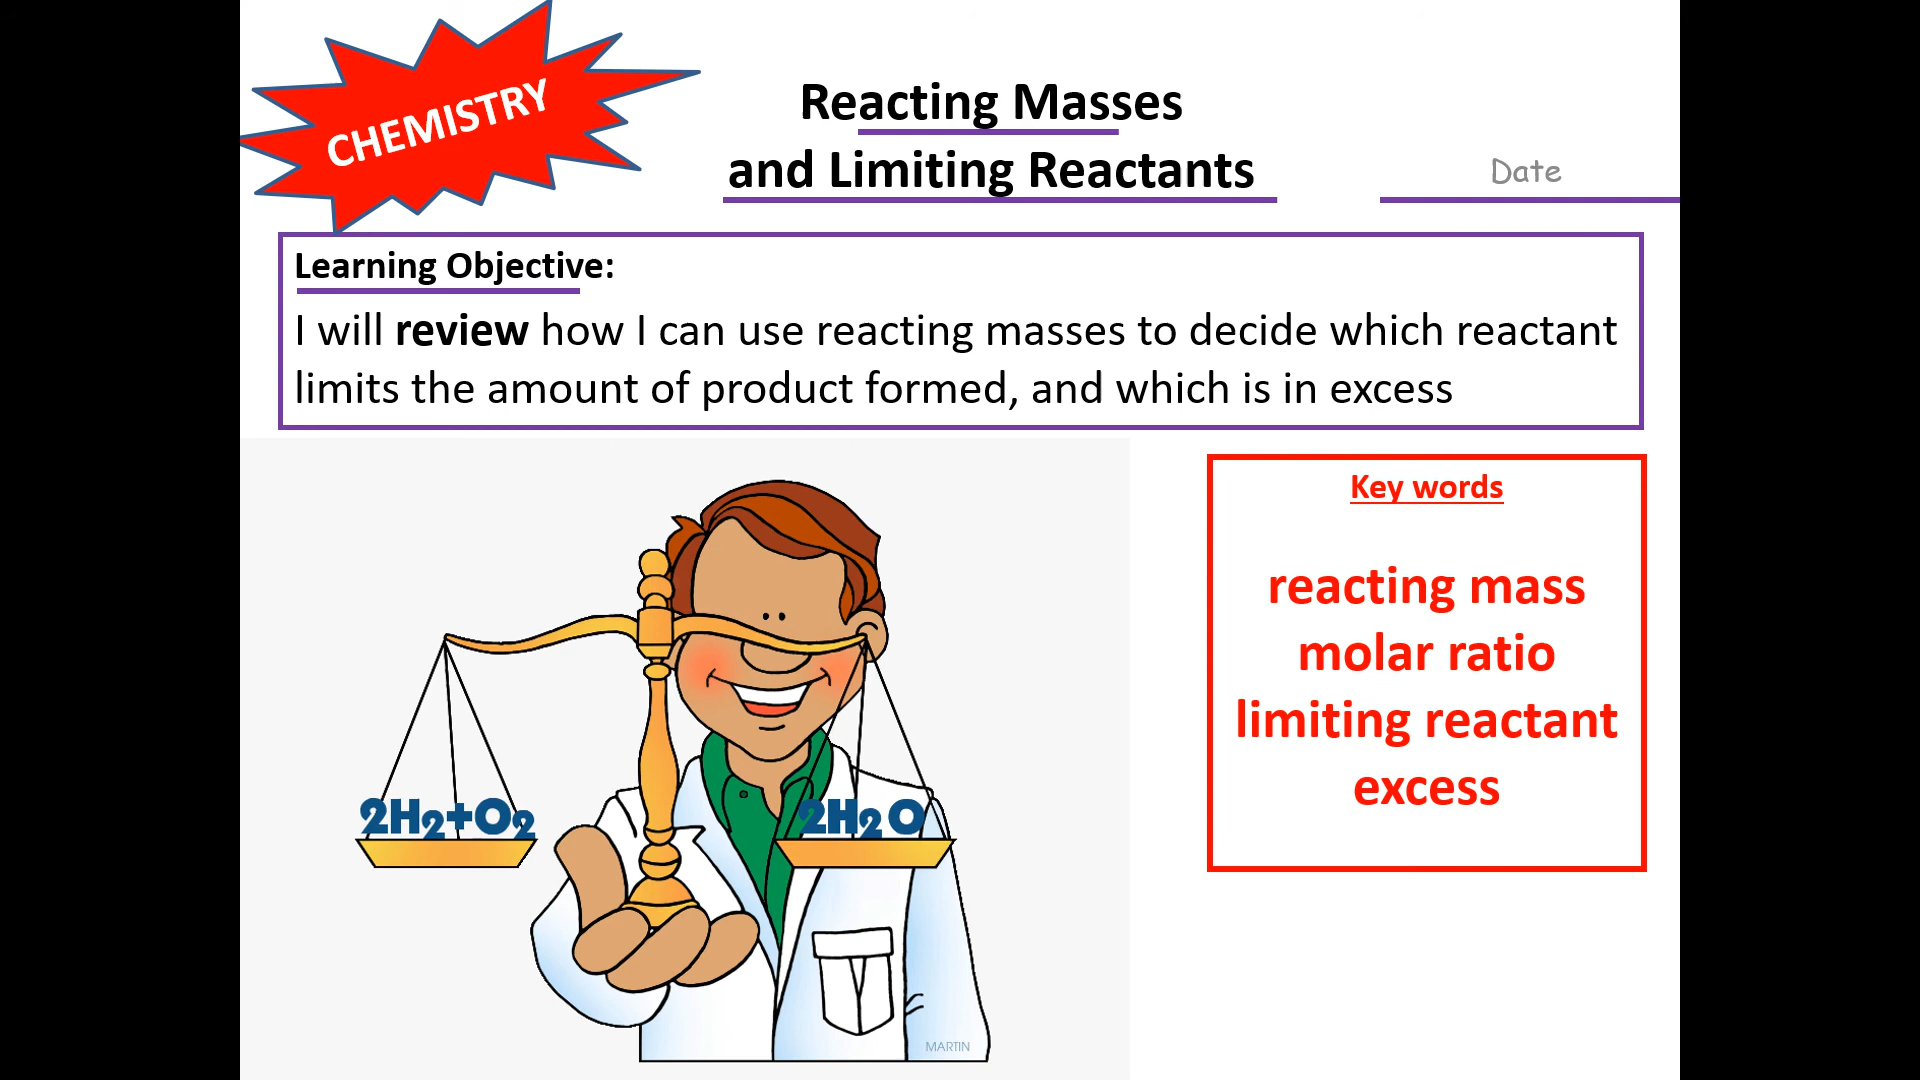 CHEMISTRY
Reacting Masses
and Limiting Reactants
Date
Learning Objective:
I will review how I can use reacting masses to decide which reactant
limits the amount of product formed, and which is in excess
Key words
reacting mass
molar ratio
limiting reactant
excess
2H₂+O₂
2H₂O
MARTIN